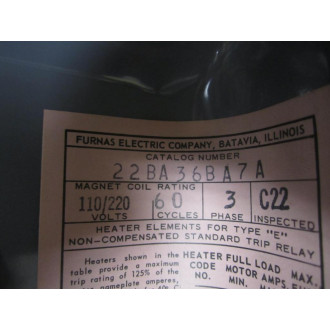 FURNAS ELECTRIC COMPANY, BATAVIA, ILLINOIS
CATALOG NUMBER
22BA36BA7A
MAGNET COIL RATING
110/220 60 3 C22
VOLTS CYCLES PHASE INSPECTED
HEATER ELEMENTS FOR TYPE "E"
NON-COMPENSATED STANDARD TRIP RELAY
Heaters shown in the
table provide a maximum
trip rating of 125% of the
nameplate amperes,
HEATER FULL LOAD MAX.
CODE MOTOR AMPS
NO. MIN.